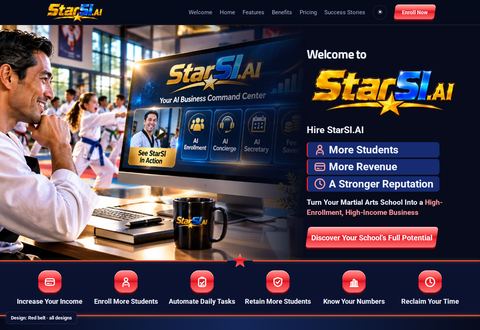 StarSI.AI
Welcome Home Features Benefits Pricing Success Stories
Enroll Now
StarSI.AI
Your AI Business Command Center
See StarSI
In Action
AI
Enrollment
AI
Concierge
AI
Secretary
StarSI.AI
Welcome to
StarSI.AI
Hire StarSI.AI
More Students
More Revenue
A Stronger Reputation
Turn Your Martial Arts School Into a High-
Enrollment, High-Income Business
Discover Your School's Full Potential
Increase Your Income
Enroll More Students
Automate Daily Tasks
Retain More Students
Know Your Numbers
Reclaim Your Time
Design: Red belt - all designs